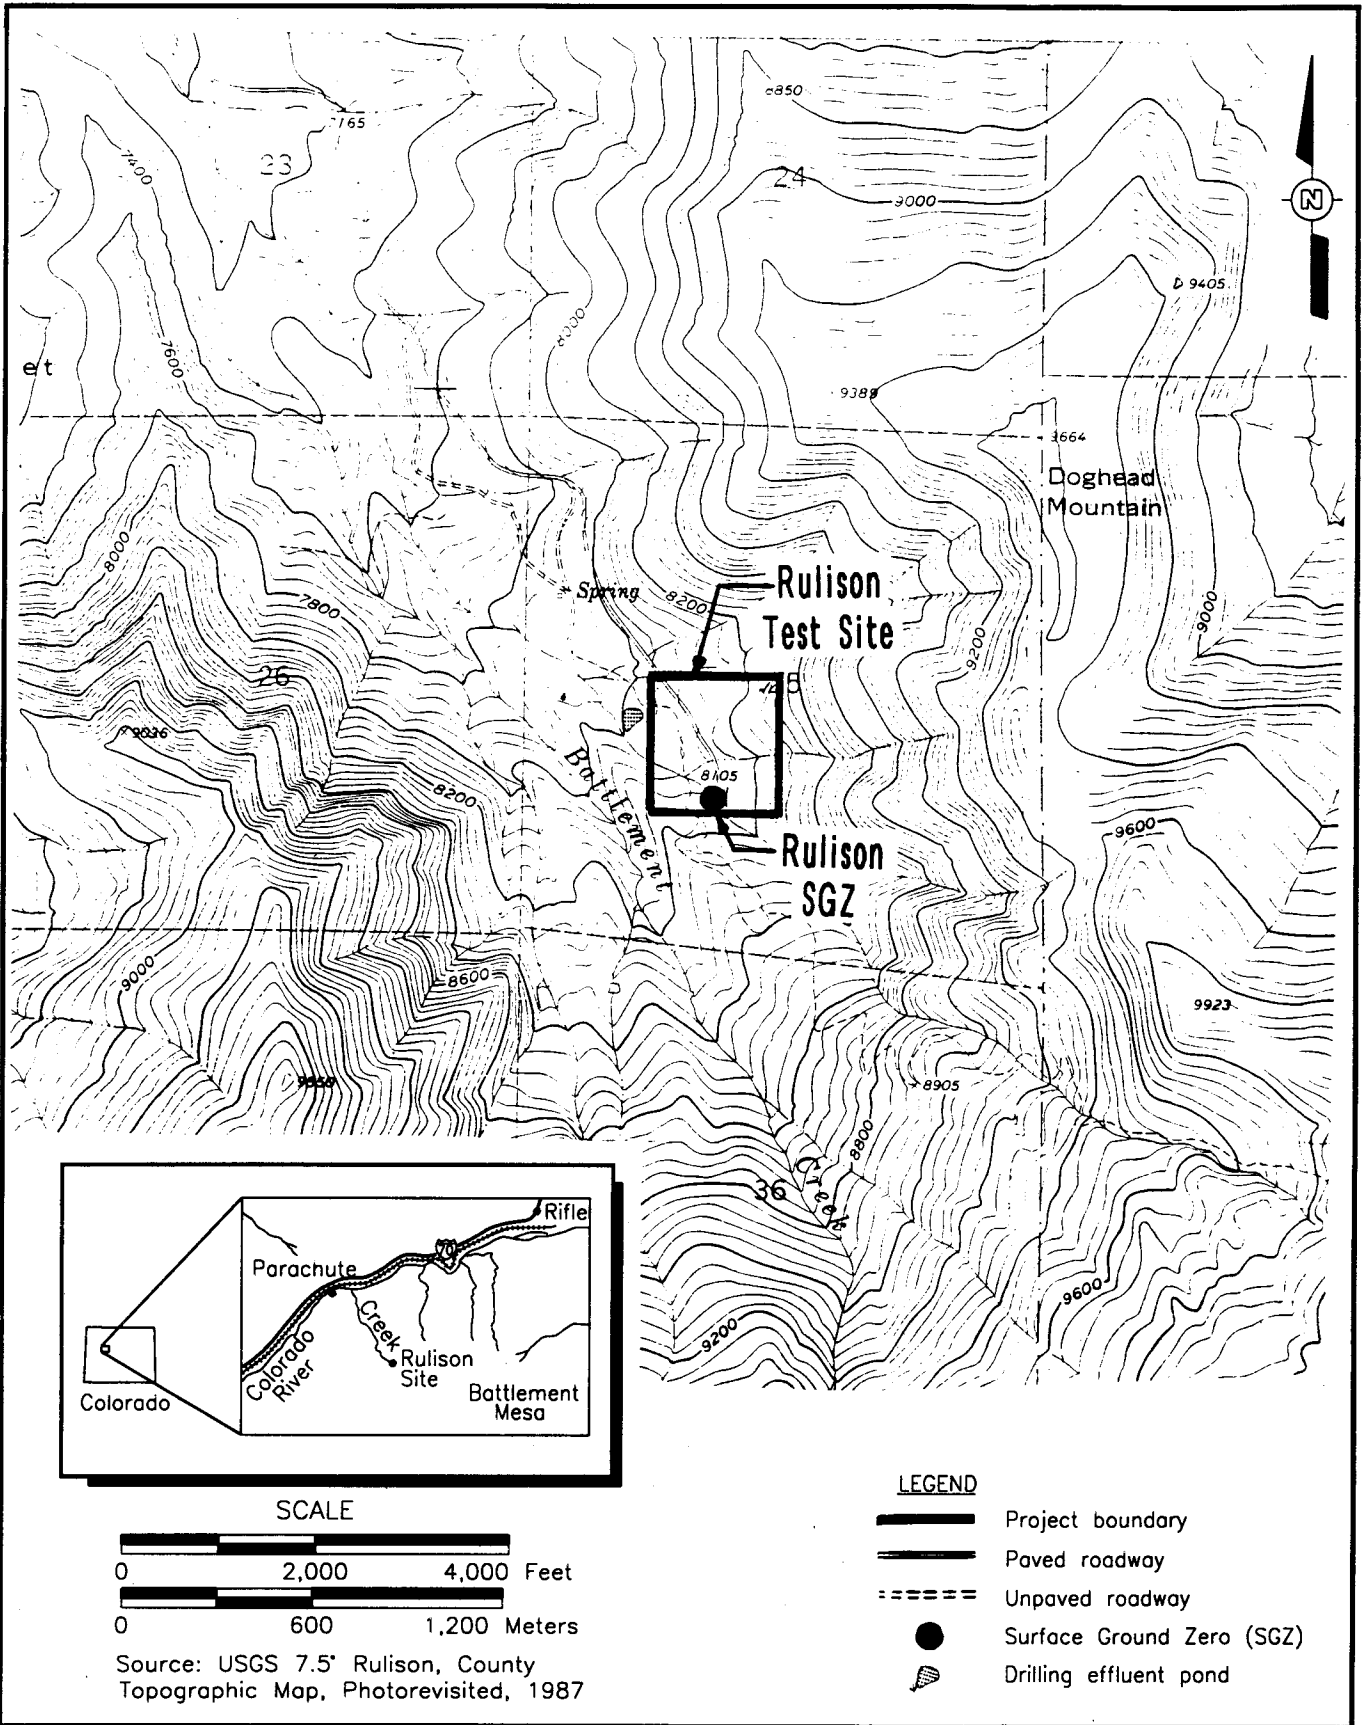 8850
7165
7400
23
24
9000
N
9405
8000
7600
et
9389
9664
Doghead
Mountain
8000
Spring
8200
Rulison
Test Site
7800
9000
9200
26
9036
8105
Battlement
8200
Rulison
SGZ
9600
9000
8600
9923
8905
8800
36
Creek
9600
9200
Rifle
70
Parachute
Creek
Colorado
River
Rulison
Site
Battlement
Mesa
Colorado
SCALE
0 2,000 4,000 Feet
0 600 1,200 Meters
Source: USGS 7.5' Rulison, County
Topographic Map, Photorevisited, 1987
LEGEND
Project boundary
Paved roadway
Unpaved roadway
Surface Ground Zero (SGZ)
Drilling effluent pond